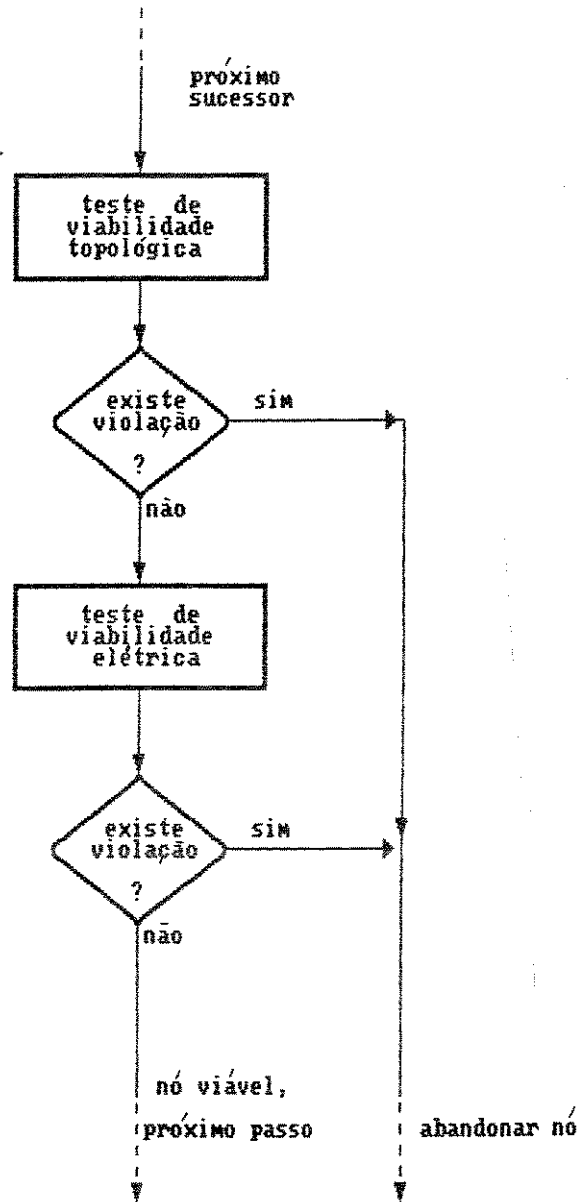 próximo
sucessor
teste de
viabilidade
topológica
existe
violação
?
sim
não
teste de
viabilidade
elétrica
existe
violação
?
sim
não
nó viável,
próximo passo
abandonar nó